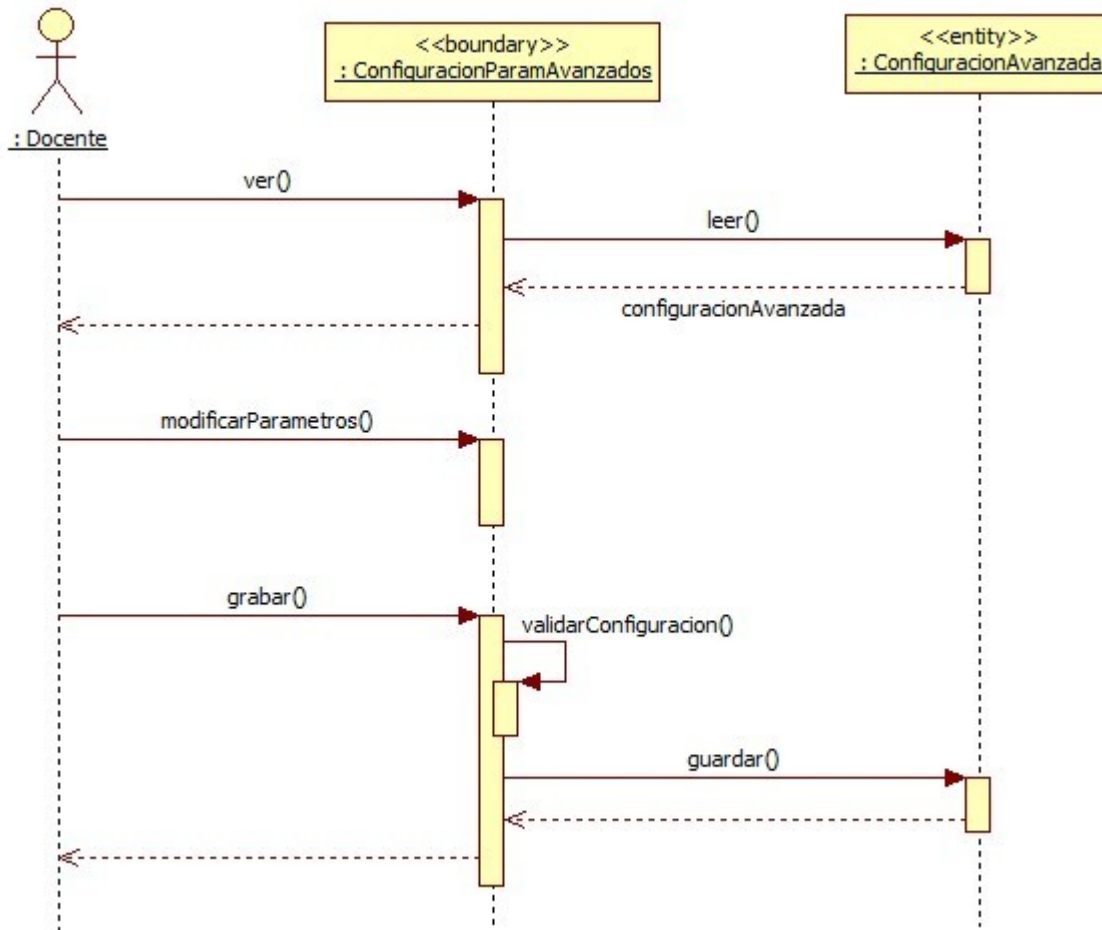 <<boundary>>
: ConfiguracionParamAvanzados
<<entity>>
: ConfiguracionAvanzada
: Docente
ver()
leer()
configuracionAvanzada
modificarParametros()
grabar()
validarConfiguracion()
guardar()